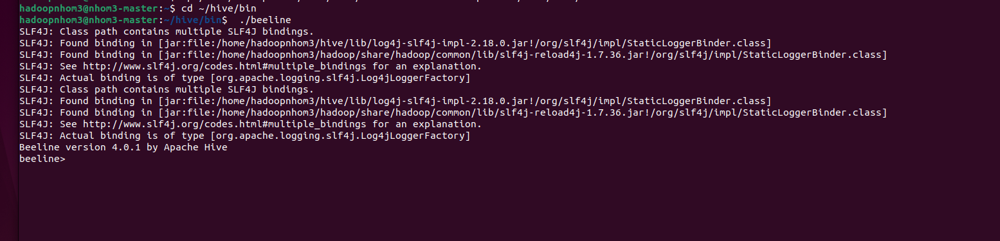 hadoopnhom3@nhom3-master:~$ cd ~/hive/bin
hadoopnhom3@nhom3-master:~/hive/bin$  ./beeline
SLF4J: Class path contains multiple SLF4J bindings.
SLF4J: Found binding in [jar:file:/home/hadoopnhom3/hive/lib/log4j-slf4j-impl-2.18.0.jar!/org/slf4j/impl/StaticLoggerBinder.class]
SLF4J: Found binding in [jar:file:/home/hadoopnhom3/hadoop/share/hadoop/common/lib/slf4j-reload4j-1.7.36.jar!/org/slf4j/impl/StaticLoggerBinder.class]
SLF4J: See http://www.slf4j.org/codes.html#multiple_bindings for an explanation.
SLF4J: Actual binding is of type [org.apache.logging.slf4j.Log4jLoggerFactory]
SLF4J: Class path contains multiple SLF4J bindings.
SLF4J: Found binding in [jar:file:/home/hadoopnhom3/hive/lib/log4j-slf4j-impl-2.18.0.jar!/org/slf4j/impl/StaticLoggerBinder.class]
SLF4J: Found binding in [jar:file:/home/hadoopnhom3/hadoop/share/hadoop/common/lib/slf4j-reload4j-1.7.36.jar!/org/slf4j/impl/StaticLoggerBinder.class]
SLF4J: See http://www.slf4j.org/codes.html#multiple_bindings for an explanation.
SLF4J: Actual binding is of type [org.apache.logging.slf4j.Log4jLoggerFactory]
Beeline version 4.0.1 by Apache Hive
beeline>